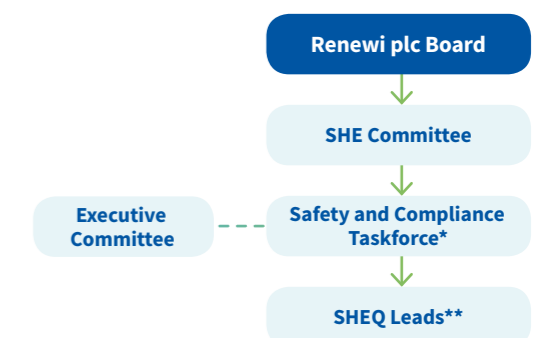 Renewi plc Board
SHE Committee
Executive
Committee
Safety and Compliance
Taskforce*
SHEQ Leads**